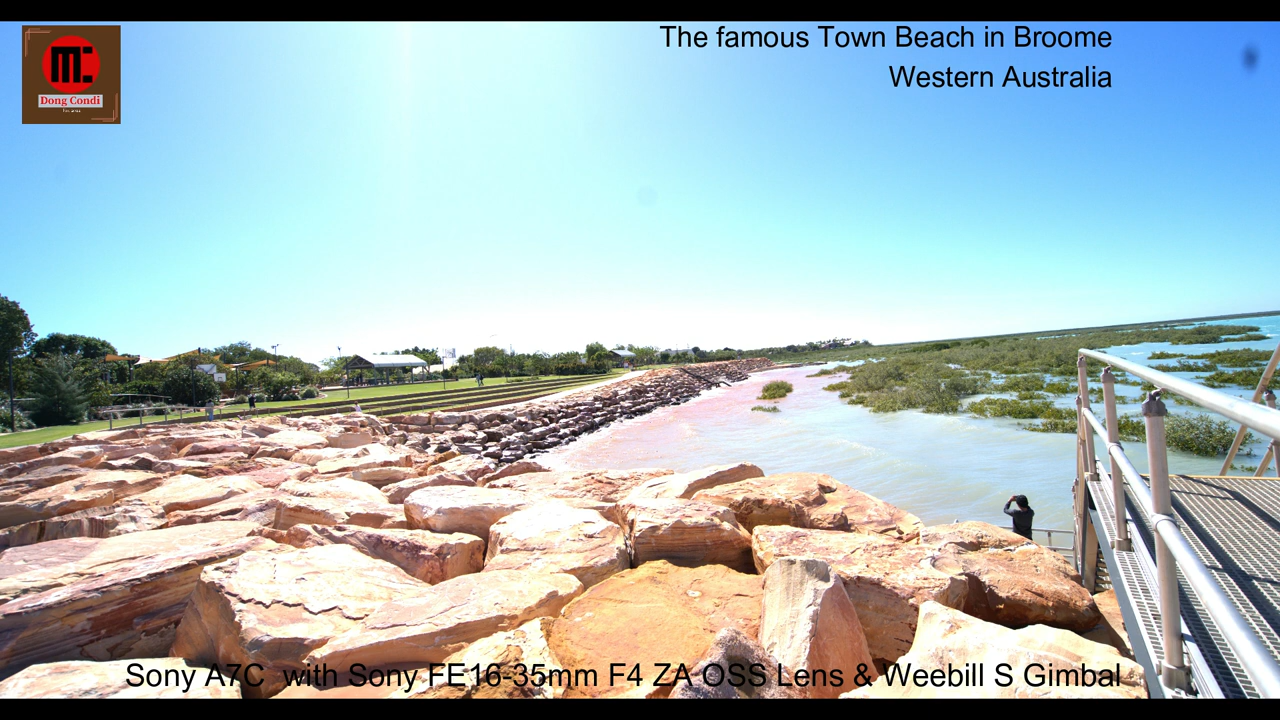 The famous Town Beach in Broome
Western Australia
MC
Dong Condi
Sony A7C with Sony FE16-35mm F4 ZA OSS Lens & Weebill S Gimbal